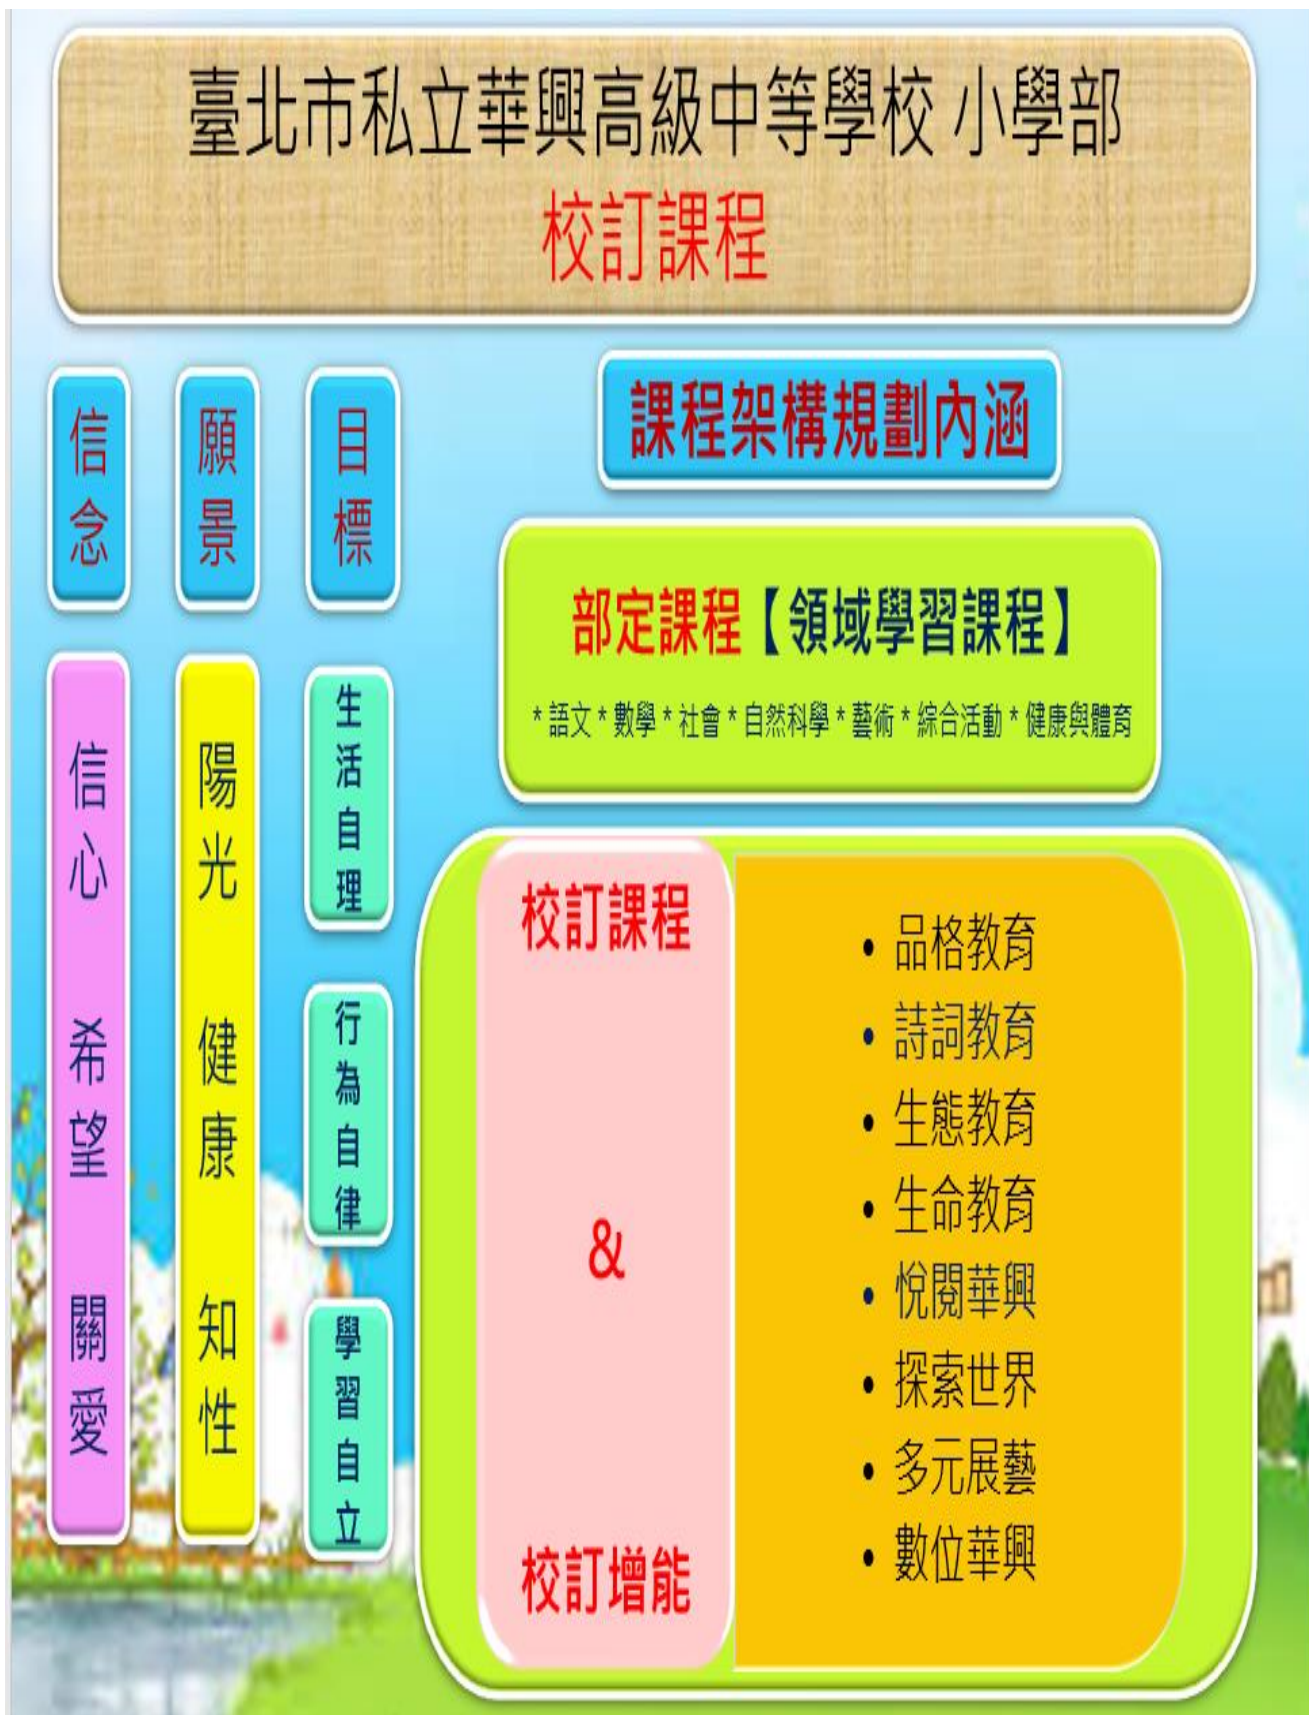 臺北市私立華興高級中等學校 小學部
校訂課程
信念
願景
目標
課程架構規劃內涵
信心 希望 關愛
陽光 健康 知性
生活自理
行為自律
學習自立
部定課程【領域學習課程】
*語文*數學*社會*自然科學*藝術*綜合活動*健康與體育
校訂課程
&
校訂增能
• 品格教育
• 詩詞教育
• 生態教育
• 生命教育
• 悅閱華興
• 探索世界
• 多元展藝
• 數位華興